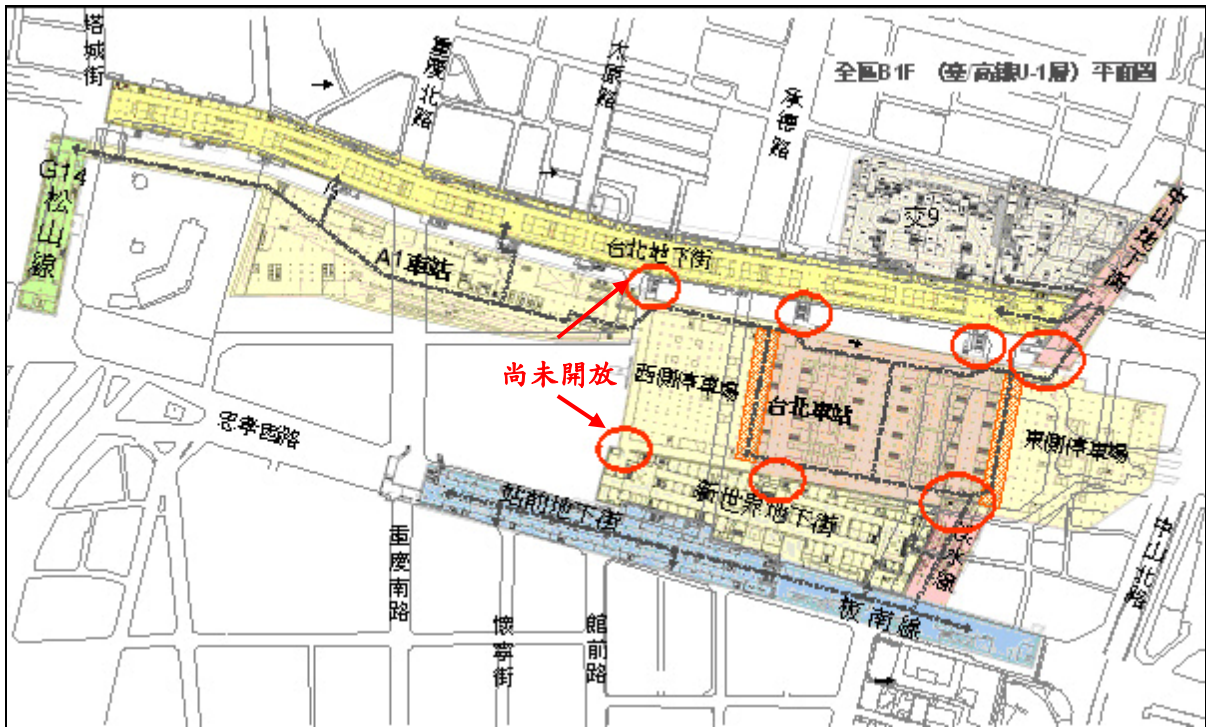 塔城街
重慶北路
太原路
承德路
全區B1F （臺/高鐵U-1層）平面圖
G14
松山線
交9
中山地下街
台北地下街
A1車站
尚未開放
西側停車場
台北車站
東側停車場
忠孝西路
站前地下街
新世界地下街
淡水線
中山北路
重慶南路
懷寧街
館前路
板南線